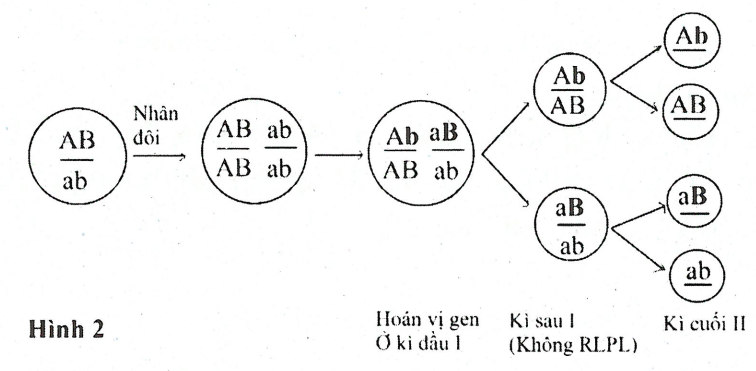 AB
ab
Nhân
đôi
AB ab
AB ab
Ab aB
AB ab
Ab
AB
aB
ab
Ab
AB
aB
ab
Hình 2
Hoán vị gen
Ở kì đầu I
Kì sau I
(Không RLPL)
Kì cuối II